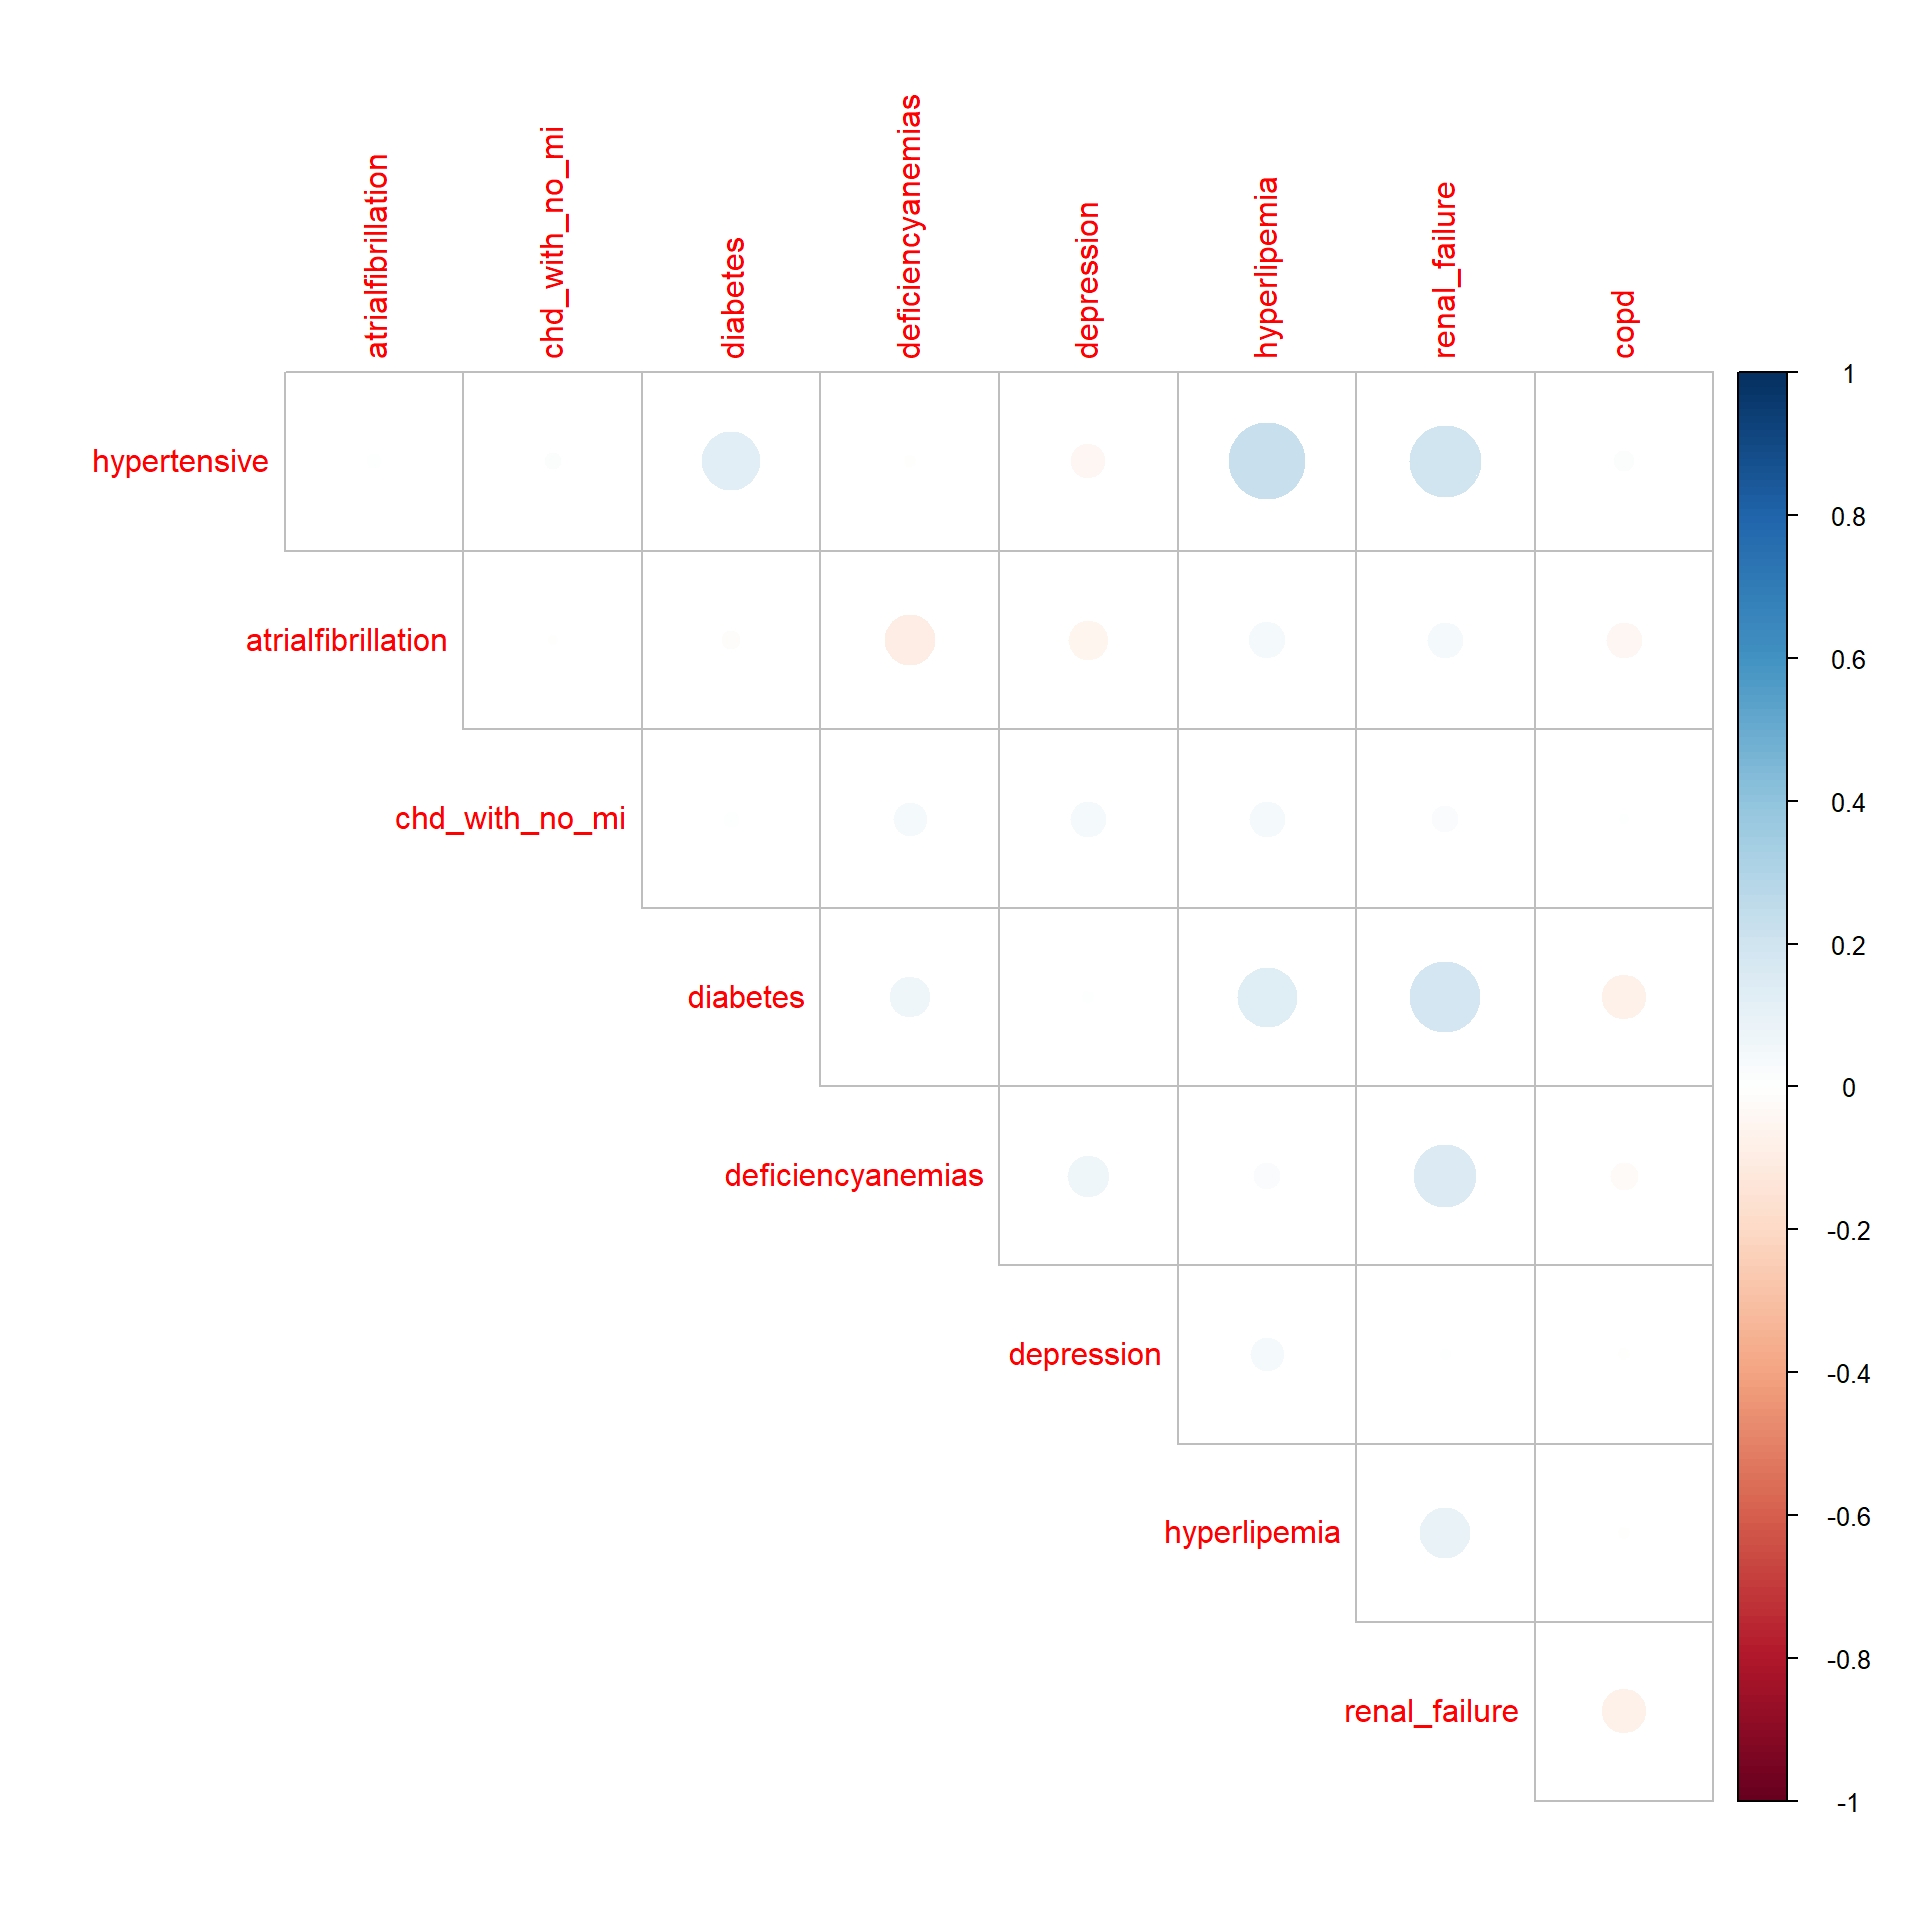 atrialfibrillation
chd_with_no_mi
diabetes
deficiencyanemias
depression
hyperlipemia
renal_failure
copd
hypertensive
atrialfibrillation
chd_with_no_mi
diabetes
deficiencyanemias
depression
hyperlipemia
renal_failure
1
0.8
0.6
0.4
0.2
0
-0.2
-0.4
-0.6
-0.8
-1